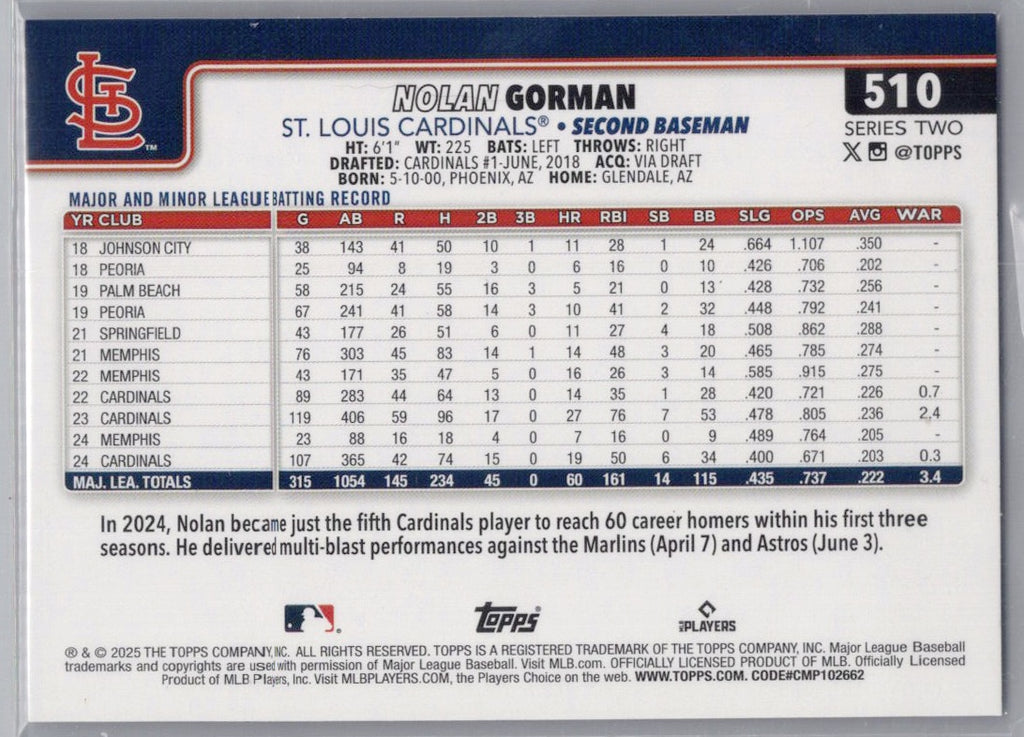 STL
TM
510
SERIES TWO
@TOPPS
NOLAN GORMAN
ST. LOUIS CARDINALS® • SECOND BASEMAN
HT: 6'1" WT: 225 BATS: LEFT THROWS: RIGHT
DRAFTED: CARDINALS #1-JUNE, 2018 ACQ: VIA DRAFT
BORN: 5-10-00, PHOENIX, AZ HOME: GLENDALE, AZ
MAJOR AND MINOR LEAGUE BATTING RECORD
YR CLUB G AB R H 2B 3B HR RBI SB BB SLG OPS AVG WAR
18 JOHNSON CITY 38 143 41 50 10 1 11 28 1 24 .664 1.107 .350 -
18 PEORIA 25 94 8 19 3 0 6 16 0 10 .426 .706 .202 -
19 PALM BEACH 58 215 24 55 16 3 5 21 0 13 .428 .732 .256 -
19 PEORIA 67 241 41 58 14 3 10 41 2 32 .448 .792 .241 -
21 SPRINGFIELD 43 177 26 51 6 0 11 27 4 18 .508 .862 .288 -
21 MEMPHIS 76 303 45 83 14 1 14 48 3 20 .465 .785 .274 -
22 MEMPHIS 43 171 35 47 5 0 16 26 3 14 .585 .915 .275 -
22 CARDINALS 89 283 44 64 13 0 14 35 1 28 .420 .721 .226 0.7
23 CARDINALS 119 406 59 96 17 0 27 76 7 53 .478 .805 .236 2.4
24 MEMPHIS 23 88 16 18 4 0 7 16 0 9 .489 .764 .205 -
24 CARDINALS 107 365 42 74 15 0 19 50 6 34 .400 .671 .203 0.3
MAJ. LEA. TOTALS 315 1054 145 234 45 0 60 161 14 115 .435 .737 .222 3.4
In 2024, Nolan became just the fifth Cardinals player to reach 60 career homers within his first three
seasons. He delivered multi-blast performances against the Marlins (April 7) and Astros (June 3).
Topps® PLAYERS
® & © 2025 THE TOPPS COMPANY, INC. ALL RIGHTS RESERVED. TOPPS IS A REGISTERED TRADEMARK OF THE TOPPS COMPANY, INC. Major League Baseball
trademarks and copyrights are used with permission of Major League Baseball. Visit MLB.com. OFFICIALLY LICENSED PRODUCT OF MLB. Officially Licensed
Product of MLB Players, Inc. Visit MLBPLAYERS.COM, the Players Choice on the web. WWW.TOPPS.COM. CODE#CMP102662